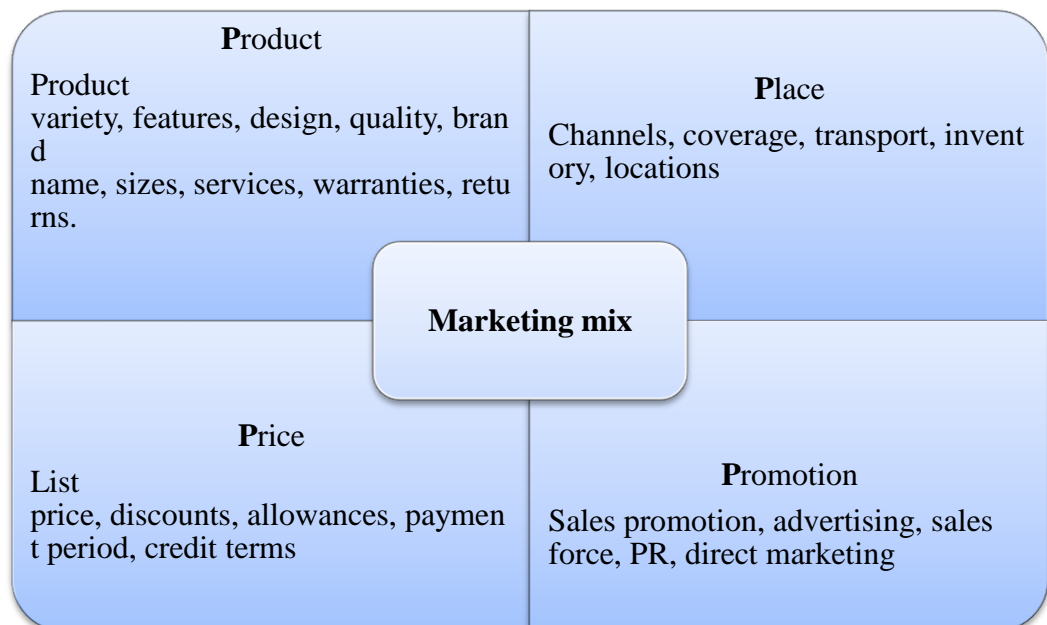 Product
Product
variety, features, design, quality, bran
d
name, sizes, services, warranties, retu
rns.
Place
Channels, coverage, transport, invent
ory, locations
Marketing mix
Price
List
price, discounts, allowances, paymen
t period, credit terms
Promotion
Sales promotion, advertising, sales
force, PR, direct marketing